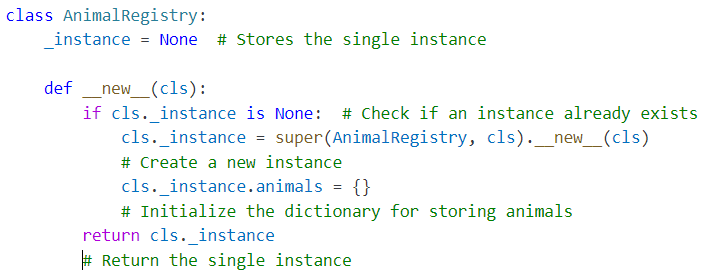 class AnimalRegistry:
    _instance = None  # Stores the single instance

    def __new__(cls):
        if cls._instance is None:  # Check if an instance already exists
            cls._instance = super(AnimalRegistry, cls).__new__(cls)
            # Create a new instance
            cls._instance.animals = {}
            # Initialize the dictionary for storing animals
        return cls._instance
        # Return the single instance